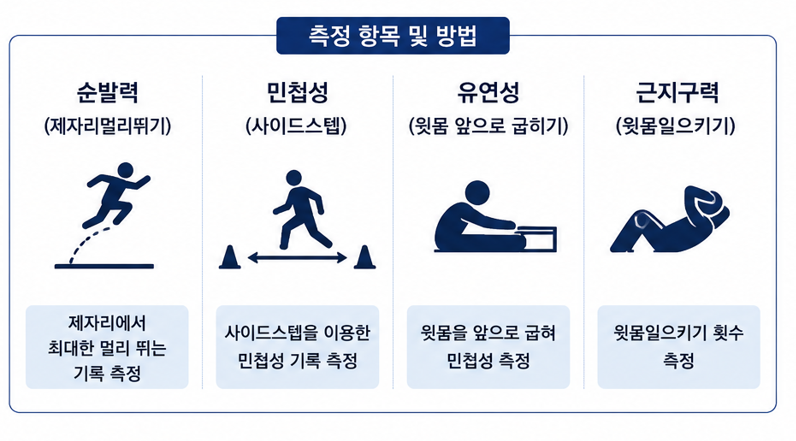 측정 항목 및 방법
순발력
(제자리멀리뛰기)
제자리에서
최대한 멀리 뛰는
기록 측정
민첩성
(사이드스텝)
사이드스텝을 이용한
민첩성 기록 측정
유연성
(윗몸 앞으로 굽히기)
윗몸을 앞으로 굽혀
민첩성 측정
근지구력
(윗몸일으키기)
윗몸일으키기 횟수
측정